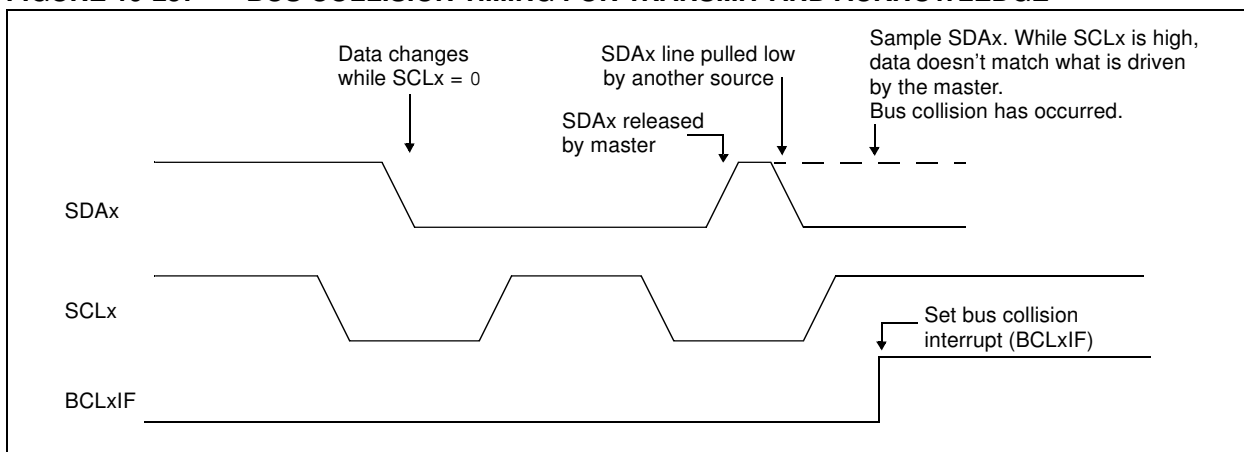 Data changes
while SCLx = 0
SDAx line pulled low
by another source
Sample SDAx. While SCLx is high,
data doesn't match what is driven
by the master.
Bus collision has occurred.
SDAx released
by master
SDAx
SCLx
Set bus collision
interrupt (BCLxIF)
BCLxIF